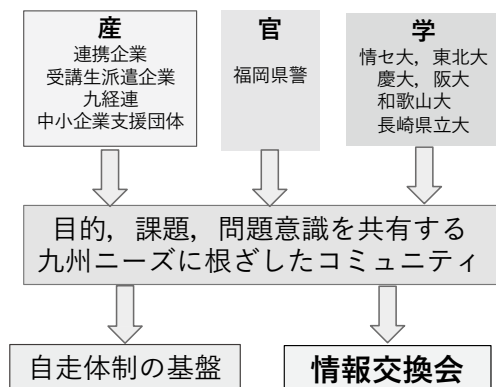 産
連携企業
受講生派遣企業
九経連
中小企業支援団体
官
福岡県警
学
情セ大，東北大
慶大，阪大
和歌山大
長崎県立大
目的，課題，問題意識を共有する
九州ニーズに根ざしたコミュニティ
自走体制の基盤
情報交換会